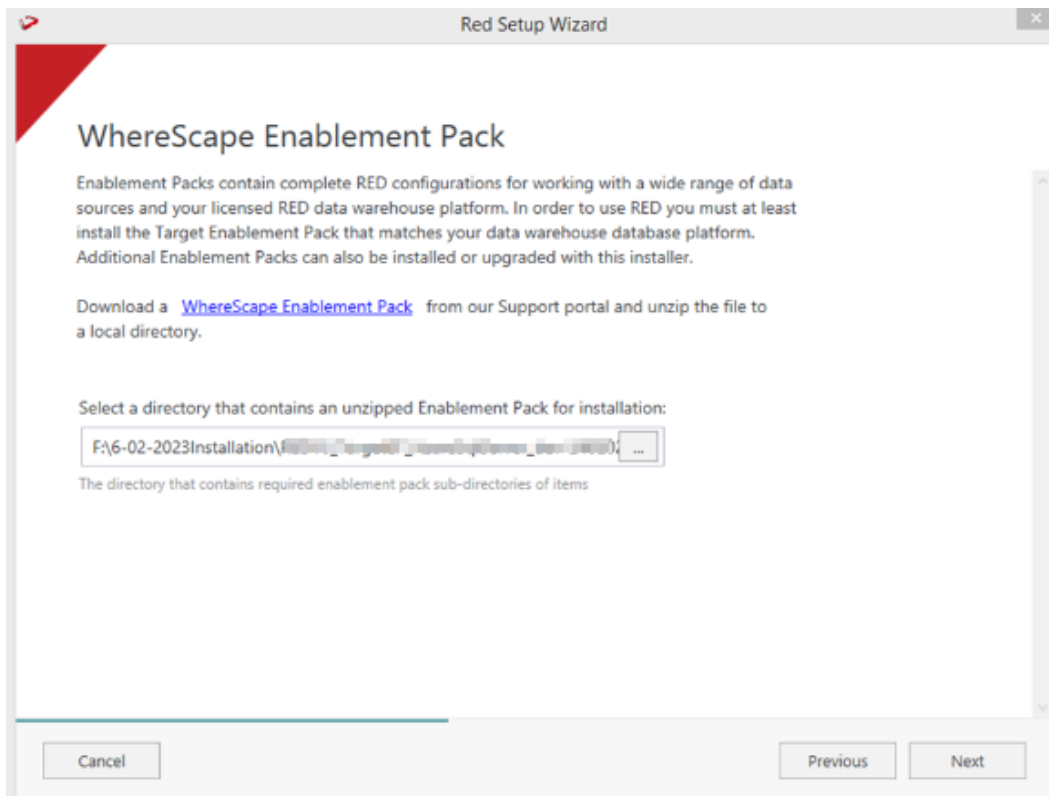 Red Setup Wizard
WhereScape Enablement Pack
Enablement Packs contain complete RED configurations for working with a wide range of data
sources and your licensed RED data warehouse platform. In order to use RED you must at least
install the Target Enablement Pack that matches your data warehouse database platform.
Additional Enablement Packs can also be installed or upgraded with this installer.
Download a WhereScape Enablement Pack from our Support portal and unzip the file to
a local directory.
Select a directory that contains an unzipped Enablement Pack for installation:
F:\6-02-2023Installation\ ...
The directory that contains required enablement pack sub-directories of items
Cancel Previous Next